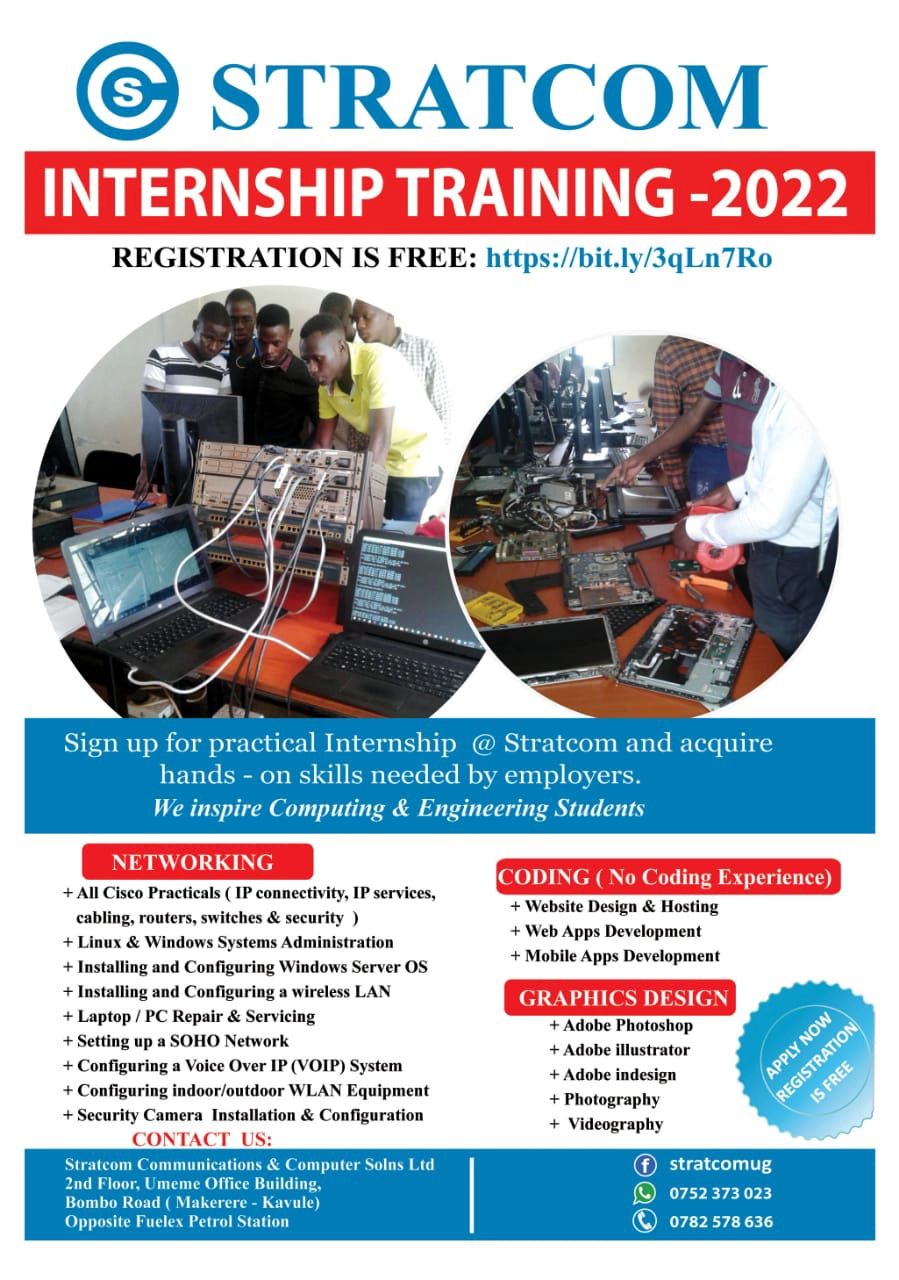 STRATCOM
INTERNSHIP TRAINING -2022
REGISTRATION IS FREE: https://bit.ly/3qLn7Ro
Sign up for practical Internship @ Stratcom and acquire
hands - on skills needed by employers.
We inspire Computing & Engineering Students
NETWORKING
+ All Cisco Practicals ( IP connectivity, IP services,
cabling, routers, switches & security )
+ Linux & Windows Systems Administration
+ Installing and Configuring Windows Server OS
+ Installing and Configuring a wireless LAN
+ Laptop / PC Repair & Servicing
+ Setting up a SOHO Network
+ Configuring a Voice Over IP (VOIP) System
+ Configuring indoor/outdoor WLAN Equipment
+ Security Camera Installation & Configuration
CODING ( No Coding Experience)
+ Website Design & Hosting
+ Web Apps Development
+ Mobile Apps Development
GRAPHICS DESIGN
+ Adobe Photoshop
+ Adobe illustrator
+ Adobe indesign
+ Photography
+ Videography
APPLY NOW
REGISTRATION
IS FREE
CONTACT US:
Stratcom Communications & Computer Solns Ltd
2nd Floor, Umeme Office Building,
Bombo Road ( Makerere - Kavule)
Opposite Fuelex Petrol Station
stratcomug
0752 373 023
0782 578 636